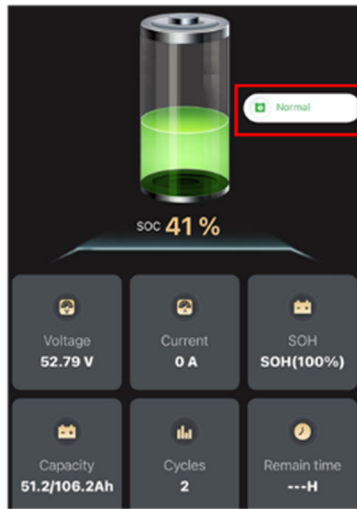 Normal
SOC 41%
Voltage
52.79 V
Current
0 A
SOH
SOH(100%)
Capacity
51.2/106.2Ah
Cycles
2
Remain time
---H